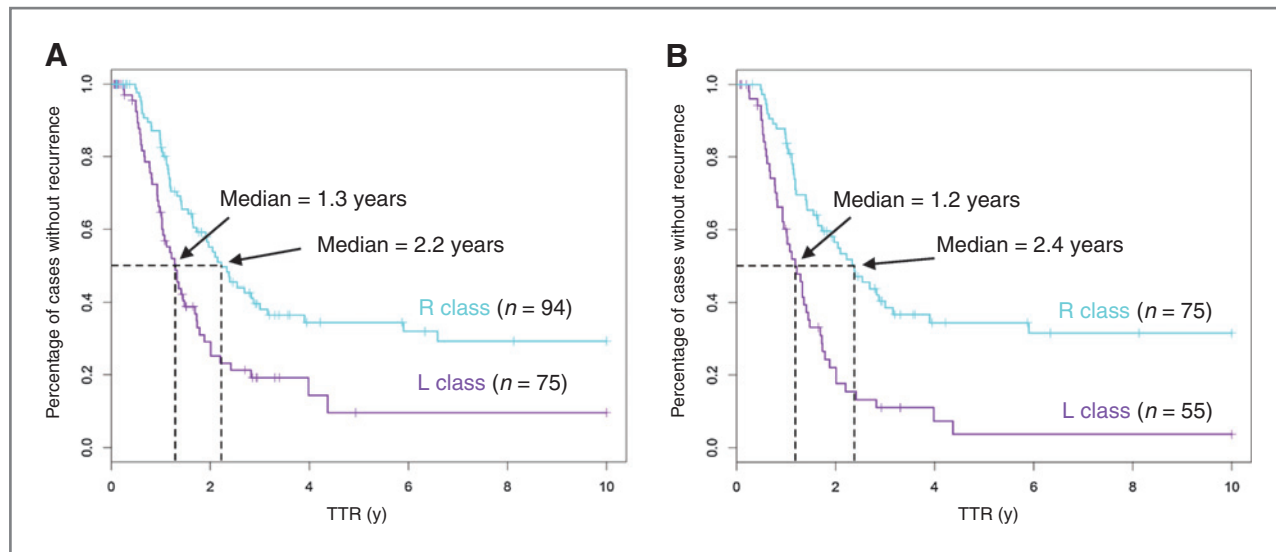 A
Percentage of cases without recurrence
1.0
0.8
0.6
0.4
0.2
0.0
Median = 1.3 years
Median = 2.2 years
R class (n = 94)
L class (n = 75)
0 2 4 6 8 10
TTR (y)
B
Percentage of cases without recurrence
1.0
0.8
0.6
0.4
0.2
0.0
Median = 1.2 years
Median = 2.4 years
R class (n = 75)
L class (n = 55)
0 2 4 6 8 10
TTR (y)